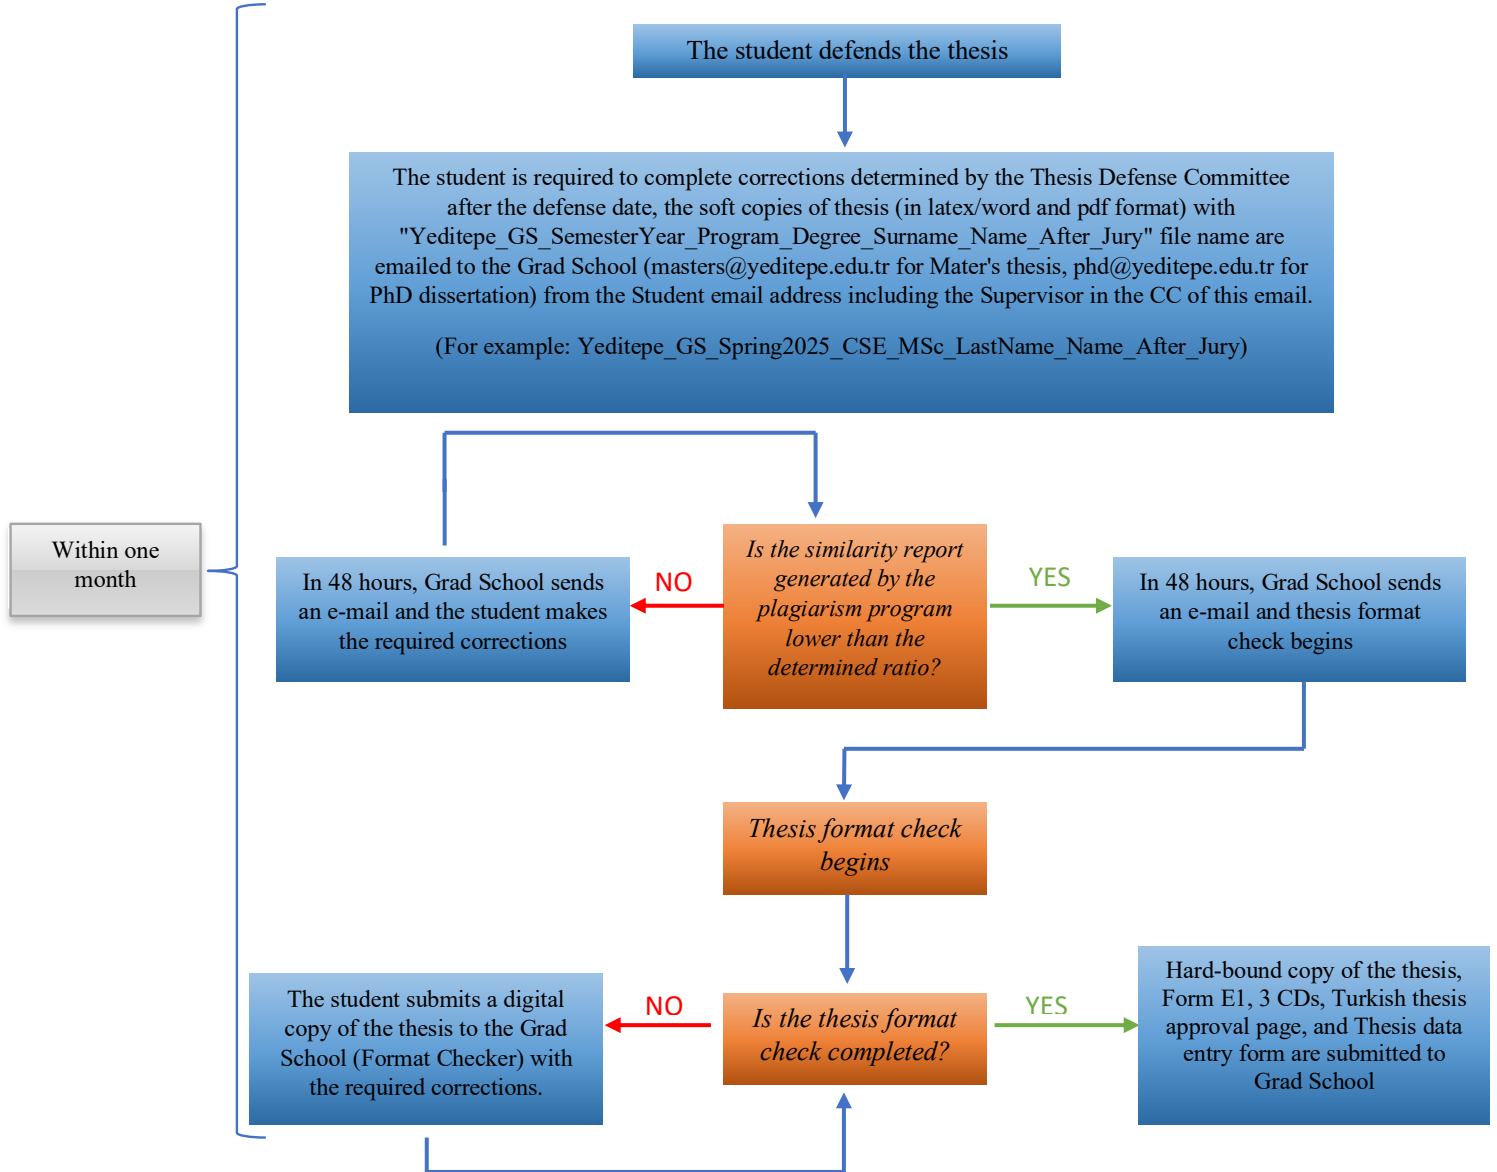 The student defends the thesis
The student is required to complete corrections determined by the Thesis Defense Committee
after the defense date, the soft copies of thesis (in latex/word and pdf format) with
"Yeditepe_GS_SemesterYear_Program_Degree_Surname_Name_After_Jury" file name are
emailed to the Grad School (masters@yeditepe.edu.tr for Mater's thesis, phd@yeditepe.edu.tr for
PhD dissertation) from the Student email address including the Supervisor in the CC of this email.
(For example: Yeditepe_GS_Spring2025_CSE_MSc_LastName_Name_After_Jury)
Within one
month
In 48 hours, Grad School sends
an e-mail and the student makes
the required corrections
NO
Is the similarity report
generated by the
plagiarism program
lower than the
determined ratio?
YES
In 48 hours, Grad School sends
an e-mail and thesis format
check begins
Thesis format check
begins
The student submits a digital
copy of the thesis to the Grad
School (Format Checker) with
the required corrections.
NO
Is the thesis format
check completed?
YES
Hard-bound copy of the thesis,
Form E1, 3 CDs, Turkish thesis
approval page, and Thesis data
entry form are submitted to
Grad School